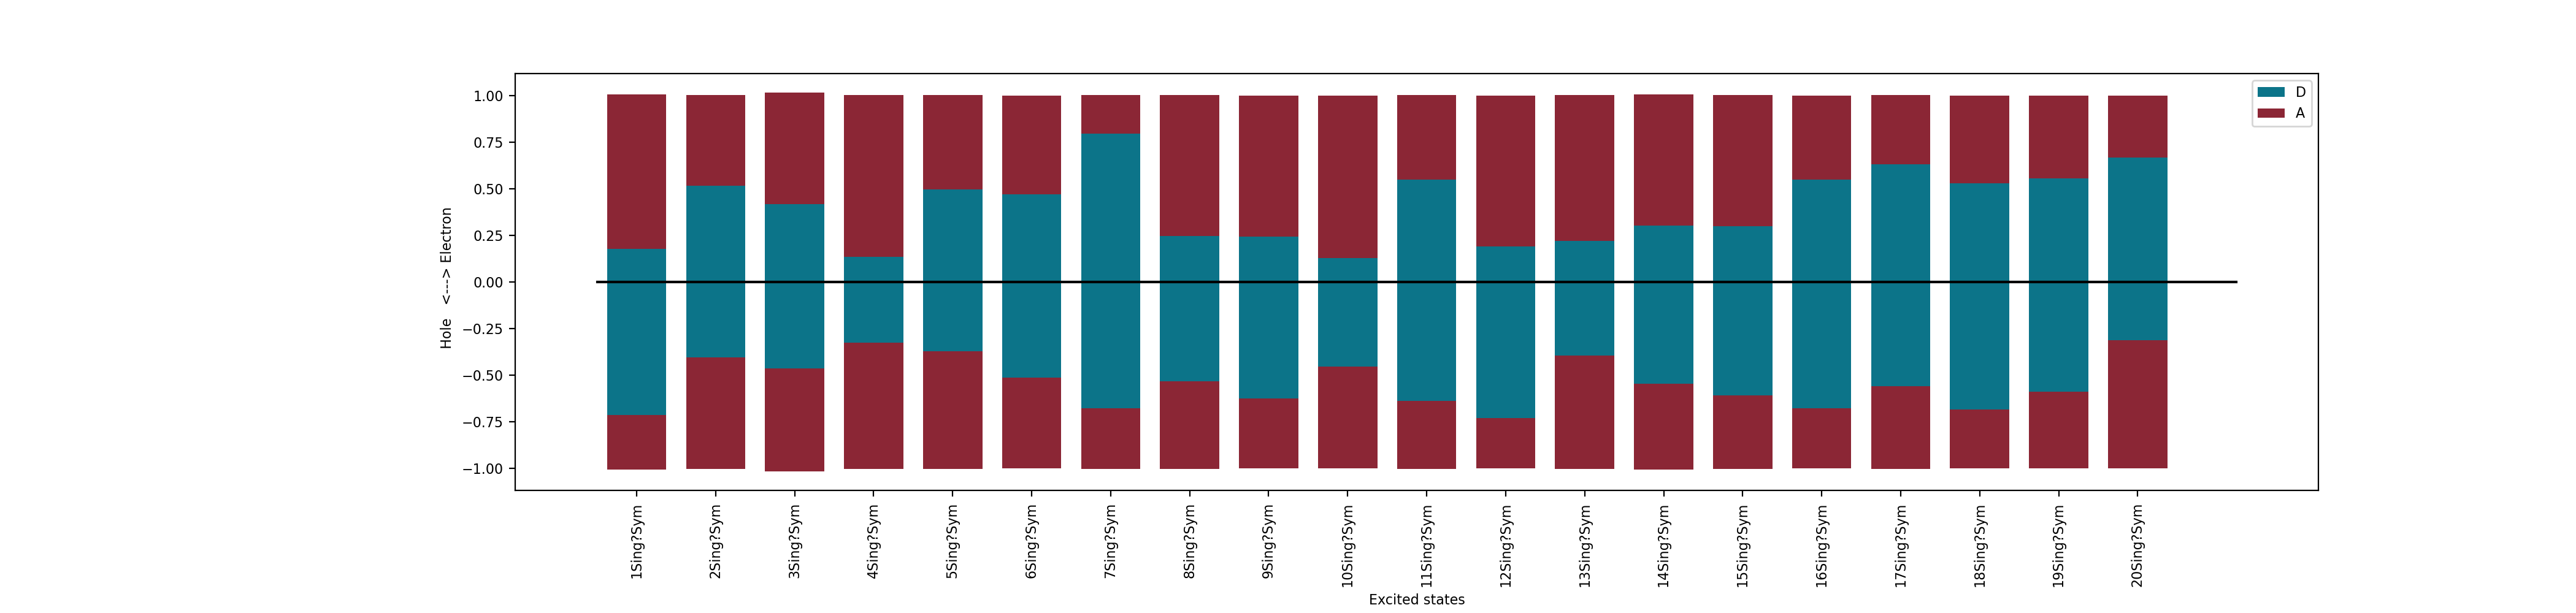 D
A
1.00
0.75
0.50
0.25
0.00
−0.25
−0.50
−0.75
−1.00
Hole <----> Electron
1Sing?Sym
2Sing?Sym
3Sing?Sym
4Sing?Sym
5Sing?Sym
6Sing?Sym
7Sing?Sym
8Sing?Sym
9Sing?Sym
10Sing?Sym
11Sing?Sym
12Sing?Sym
13Sing?Sym
14Sing?Sym
15Sing?Sym
16Sing?Sym
17Sing?Sym
18Sing?Sym
19Sing?Sym
20Sing?Sym
Excited states